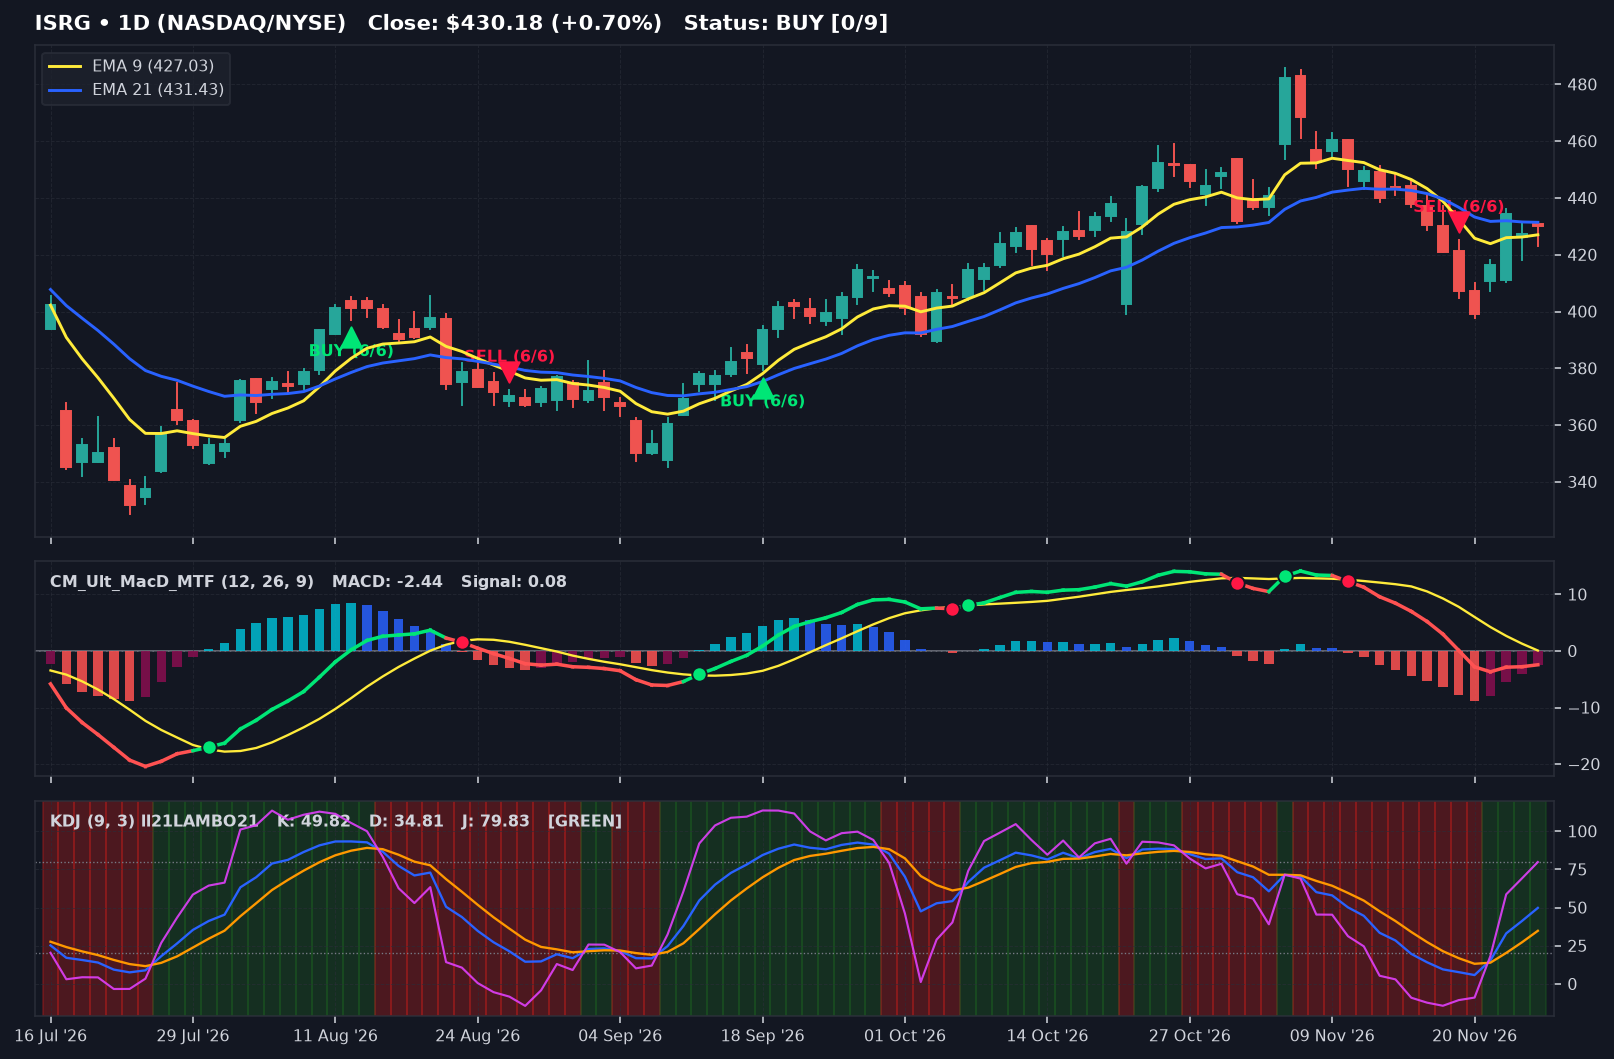 ISRG • 1D (NASDAQ/NYSE)   Close: $430.18 (+0.70%)   Status: BUY [0/9]
EMA 9 (427.03)
EMA 21 (431.43)
480
460
440
420
400
380
360
340
BUY (6/6)
SELL (6/6)
BUY (6/6)
SELL (6/6)
CM_Ult_MacD_MTF (12, 26, 9)   MACD: -2.44   Signal: 0.08
10
0
−10
−20
KDJ (9, 3) II21LAMBO21   K: 49.82   D: 34.81   J: 79.83   [GREEN]
100
75
50
25
0
16 Jul '26
29 Jul '26
11 Aug '26
24 Aug '26
04 Sep '26
18 Sep '26
01 Oct '26
14 Oct '26
27 Oct '26
09 Nov '26
20 Nov '26